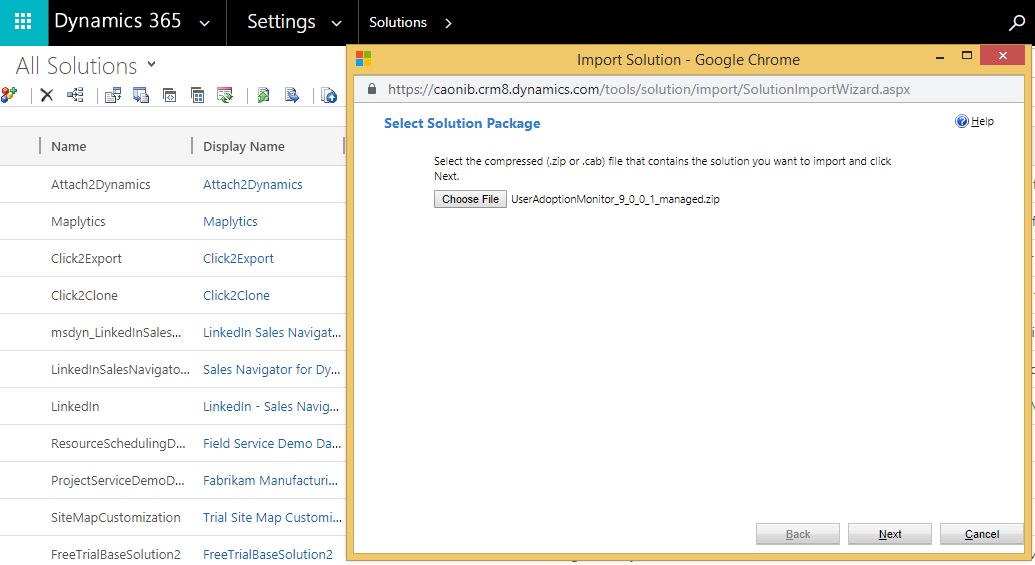 Dynamics 365 Settings Solutions
All Solutions
Import Solution - Google Chrome
https://caonib.crm8.dynamics.com/tools/solution/import/SolutionImportWizard.aspx
Select Solution Package
Help
Select the compressed (.zip or .cab) file that contains the solution you want to import and click
Next.
Choose File UserAdoptionMonitor_9_0_0_1_managed.zip
Back Next Cancel
Name Display Name
Attach2Dynamics Attach2Dynamics
Maplytics Maplytics
Click2Export Click2Export
Click2Clone Click2Clone
msdyn_LinkedInSales... LinkedIn Sales Navigat...
LinkedInSalesNavigato... Sales Navigator for Dy...
LinkedIn LinkedIn - Sales Navig...
ResourceSchedulingD... Field Service Demo Da...
ProjectServiceDemoD... Fabrikam Manufacturi...
SiteMapCustomization Trial Site Map Customi...
FreeTrialBaseSolution2 FreeTrialBaseSolution2